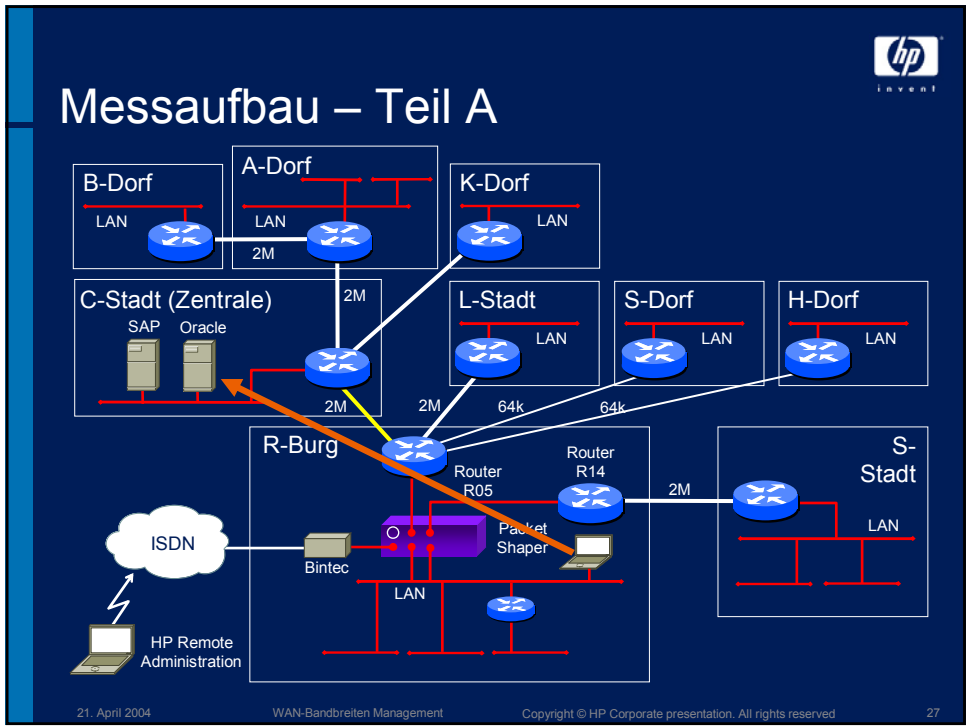 hp
invent
Messaufbau – Teil A
B-Dorf
LAN
A-Dorf
LAN
K-Dorf
LAN
2M
2M
C-Stadt (Zentrale)
SAP
Oracle
L-Stadt
LAN
S-Dorf
LAN
H-Dorf
LAN
2M
2M
64k
64k
R-Burg
Router
R05
Router
R14
2M
S-
Stadt
LAN
ISDN
Bintec
Packet
Shaper
LAN
HP Remote
Administration
21. April 2004
WAN-Bandbreiten Management
Copyright © HP Corporate presentation. All rights reserved
27